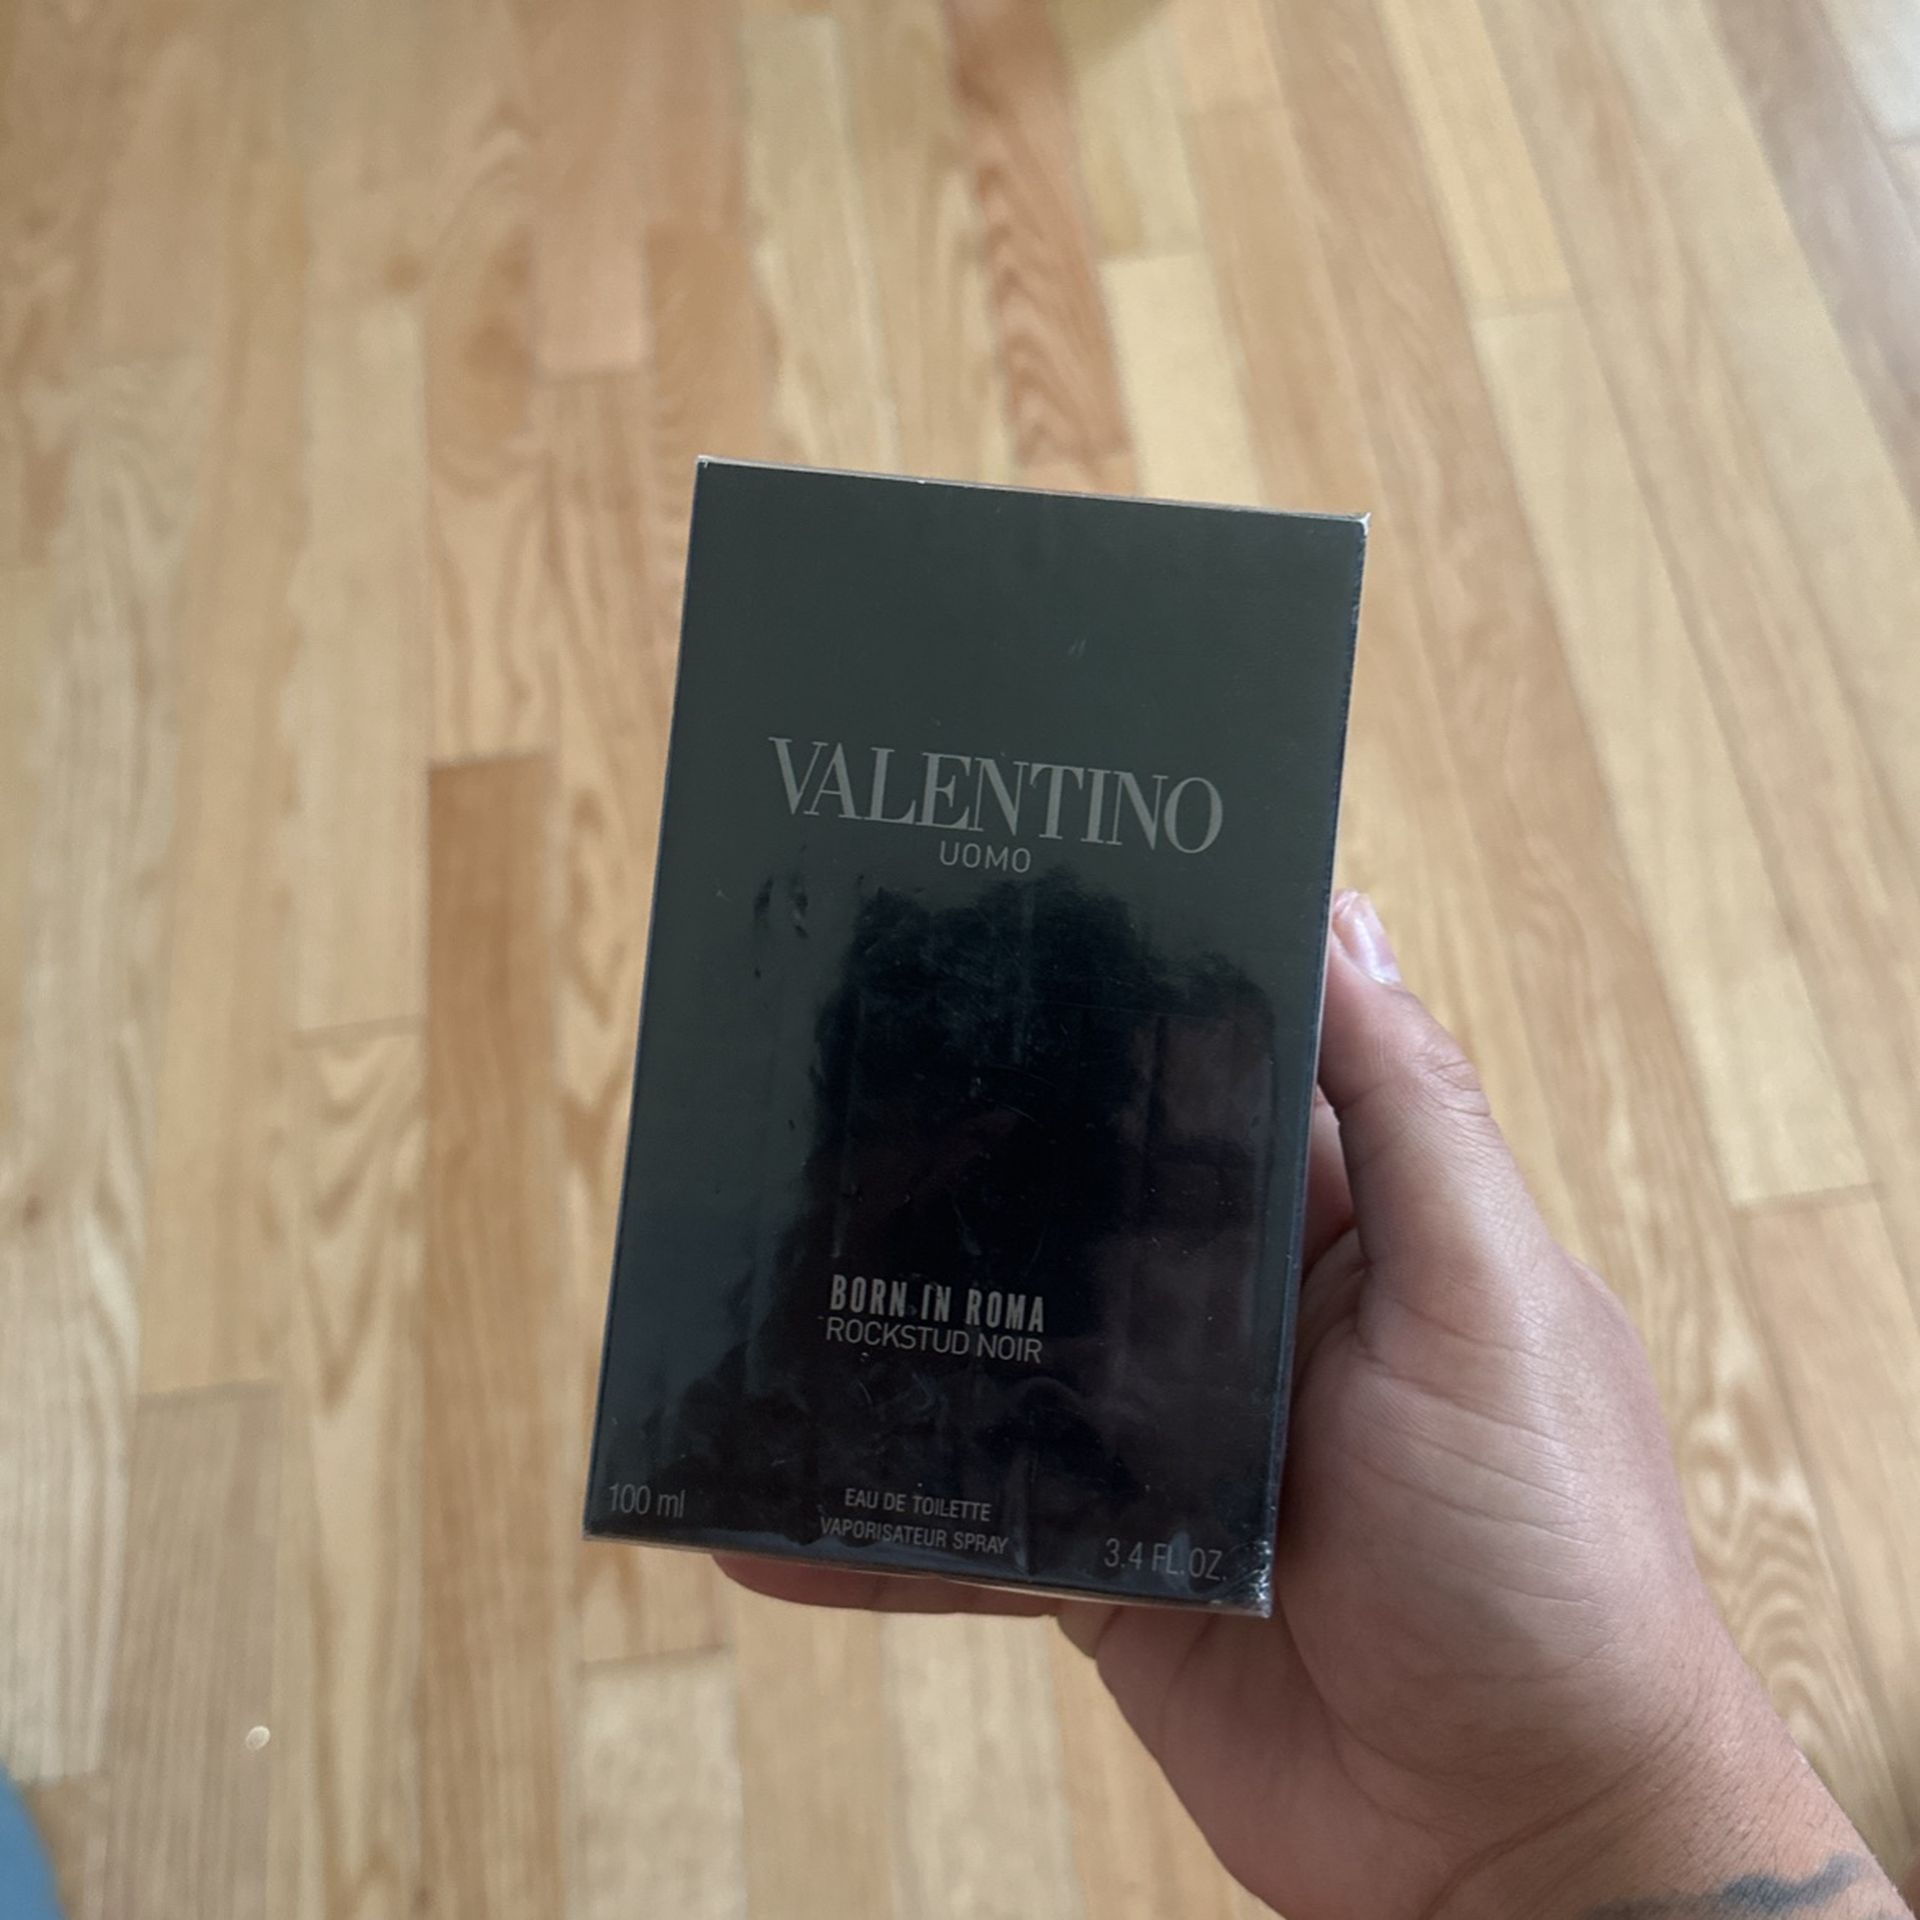 VALENTINO
UOMO
BORN IN ROMA
ROCKSTUD NOIR
100 ml
EAU DE TOILETTE
VAPORISATEUR SPRAY
3.4 FL.OZ.